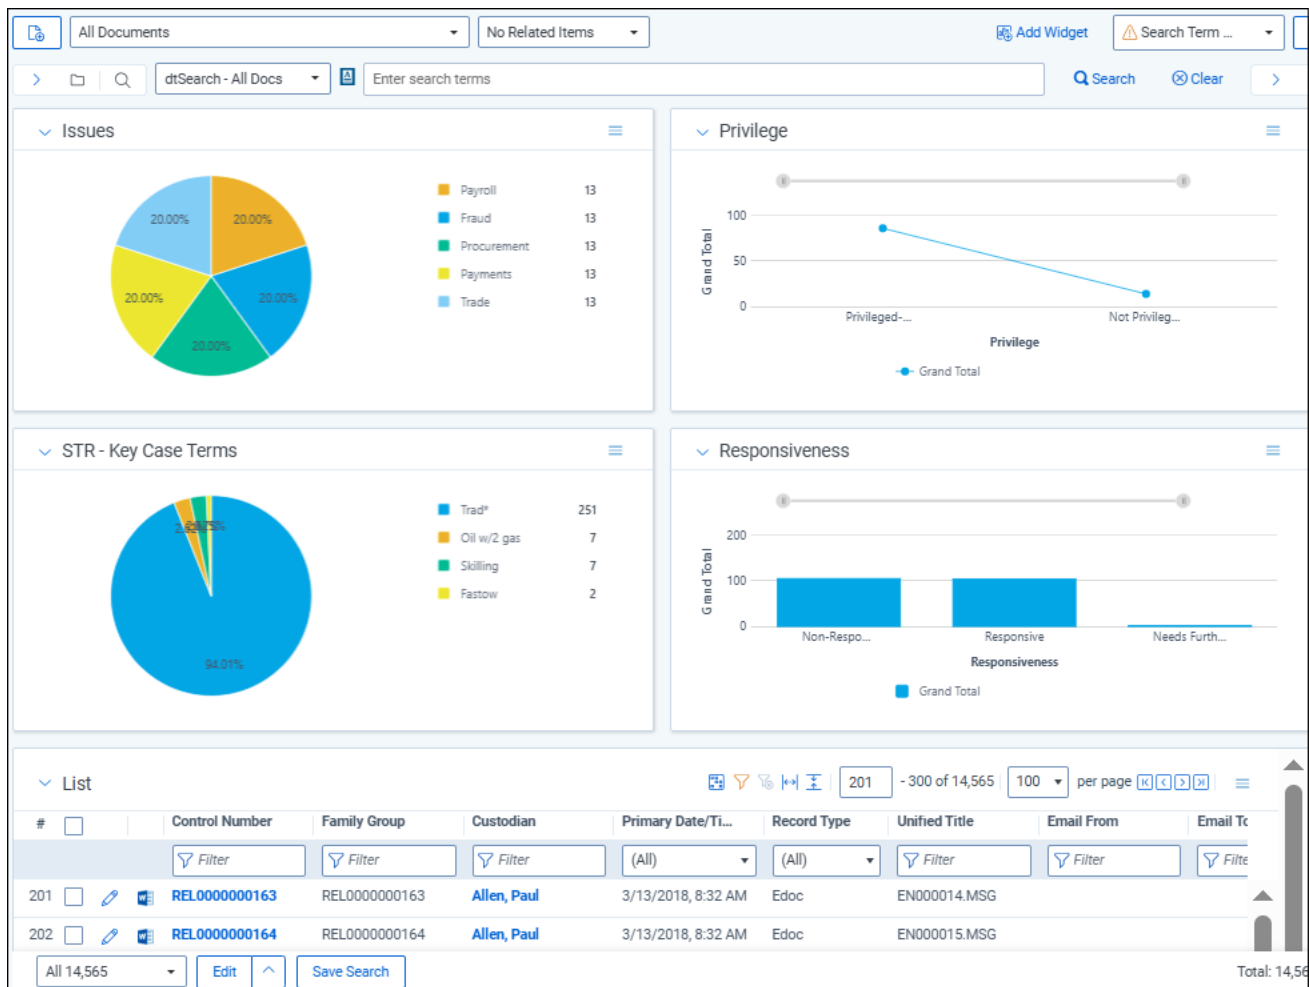 All Documents No Related Items Add Widget Search Term ...
dtSearch - All Docs Enter search terms Search Clear
Issues
20.00% 20.00%
20.00% 20.00%
20.00%
Payroll 13
Fraud 13
Procurement 13
Payments 13
Trade 13
Privilege
100
50
0
Grand Total
Privileged-... Not Privileg...
Privilege
Grand Total
STR - Key Case Terms
94.01%
Trad* 251
Oil w/2 gas 7
Skilling 7
Fastow 2
Responsiveness
200
100
0
Grand Total
Non-Respo... Responsive Needs Furth...
Responsiveness
Grand Total
List 201 - 300 of 14,565 100 per page
# Control Number Family Group Custodian Primary Date/Ti... Record Type Unified Title Email From Email To
Filter Filter Filter (All) (All) Filter Filter Filte
201 REL0000000163 REL0000000163 Allen, Paul 3/13/2018, 8:32 AM Edoc EN000014.MSG
202 REL0000000164 REL0000000164 Allen, Paul 3/13/2018, 8:32 AM Edoc EN000015.MSG
All 14,565 Edit Save Search Total: 14,56